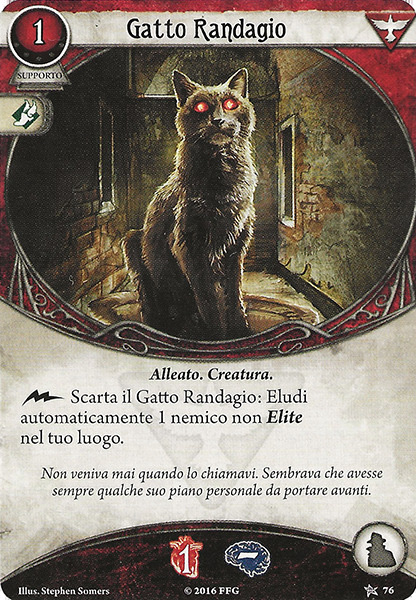 Gatto Randagio
1
SUPPORTO
Alleato. Creatura.
Scarta il Gatto Randagio: Eludi
automaticamente 1 nemico non Elite
nel tuo luogo.
Non veniva mai quando lo chiamavi. Sembrava che avesse
sempre qualche suo piano personale da portare avanti.
1 –
Illus. Stephen Somers © 2016 FFG 76